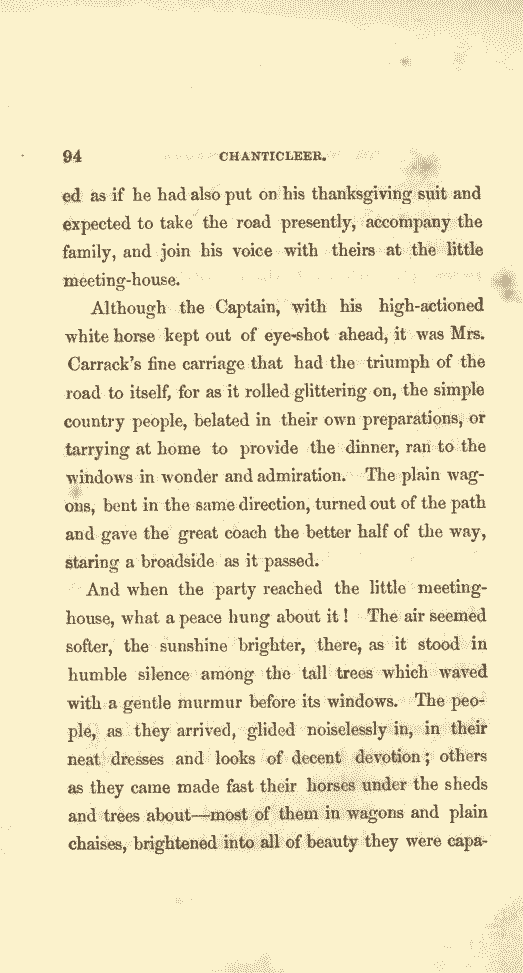 94 CHANTICLEER.
ed as if he had also put on his thanksgiving suit and
expected to take the road presently, accompany the
family, and join his voice with theirs at the little
meeting-house.
Although the Captain, with his high-actioned
white horse kept out of eye-shot ahead, it was Mrs.
Carrack's fine carriage that had the triumph of the
road to itself, for as it rolled glittering on, the simple
country people, belated in their own preparations, or
tarrying at home to provide the dinner, ran to the
windows in wonder and admiration. The plain wag-
ons, bent in the same direction, turned out of the path
and gave the great coach the better half of the way,
staring a broadside as it passed.
And when the party reached the little meeting-
house, what a peace hung about it! The air seemed
softer, the sunshine brighter, there, as it stood in
humble silence among the tall trees which waved
with a gentle murmur before its windows. The peo-
ple, as they arrived, glided noiselessly in, in their
neat dresses and looks of decent devotion; others
as they came made fast their horses under the sheds
and trees about—most of them in wagons and plain
chaises, brightened into all of beauty they were capa-